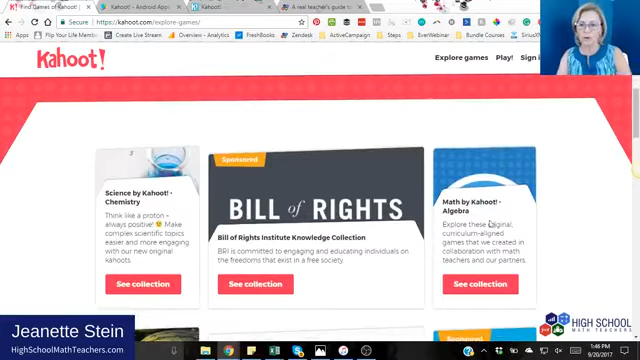 Find Games of Kahoot!
Kahoot! - Android Apps
Kahoot!
A real teacher's guide to
Secure
https://kahoot.com/explore-games/
Apps
Flip Your Life Member
Create Live Stream
Overview - Analytics
FreshBooks
ActiveCampaign
Steps
EverWebinar
Bundle Courses
SiriusX
Kahoot!
Explore games
Play!
Sign i
Sponsored
BILL of RIGHTS
Science by Kahoot! -
Chemistry
Think like a proton –
always positive! 😉 Make
complex scientific topics
easier and more engaging
with our new original
kahoots.
See collection
Bill of Rights Institute Knowledge Collection
BRI is committed to engaging and educating individuals on
the freedoms that exist in a free society.
See collection
Math by Kahoot! -
Algebra
Explore these original,
curriculum-aligned
games that we created in
collaboration with math
teachers and our partners.
See collection
Sponsored
Jeanette Stein
HighSchoolMathTeachers.com
HIGH SCHOOL
MATH TEACHERS
1:46 PM
9/20/2017